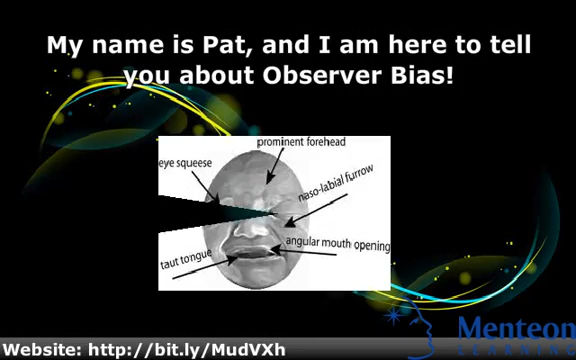 My name is Pat, and I am here to tell
you about Observer Bias!
prominent forehead
eye squeese
naso-labial furrow
angular mouth opening
taut tongue
Menteon
LEARNING
Website: http://bit.ly/MudVXh